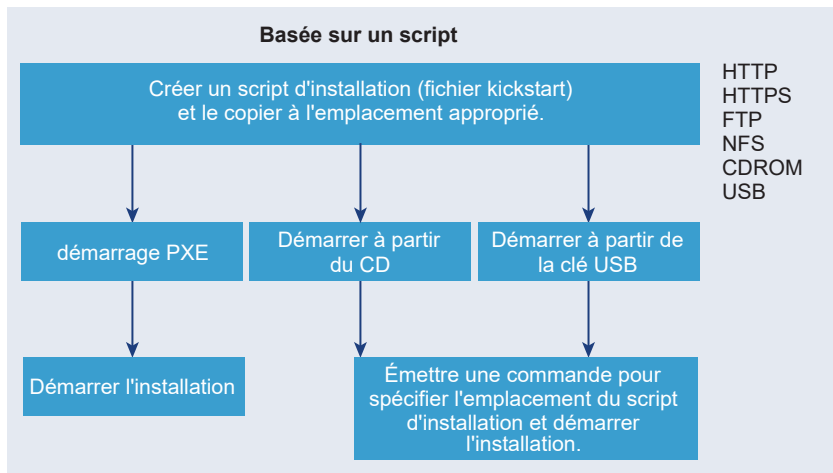 Basée sur un script
Créer un script d'installation (fichier kickstart)
et le copier à l'emplacement approprié.
HTTP
HTTPS
FTP
NFS
CDROM
USB
démarrage PXE
Démarrer à partir
du CD
Démarrer à partir de
la clé USB
Démarrer l'installation
Émettre une commande pour
spécifier l'emplacement du script
d'installation et démarrer
l'installation.